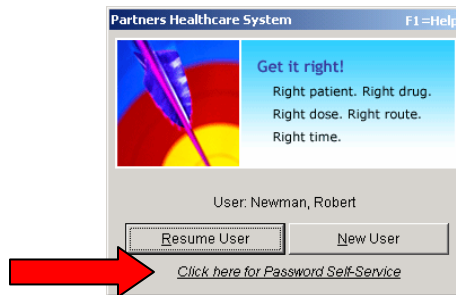 Partners Healthcare System F1=Help
Get it right!
Right patient. Right drug.
Right dose. Right route.
Right time.
User: Newman, Robert
Resume User New User
Click here for Password Self-Service